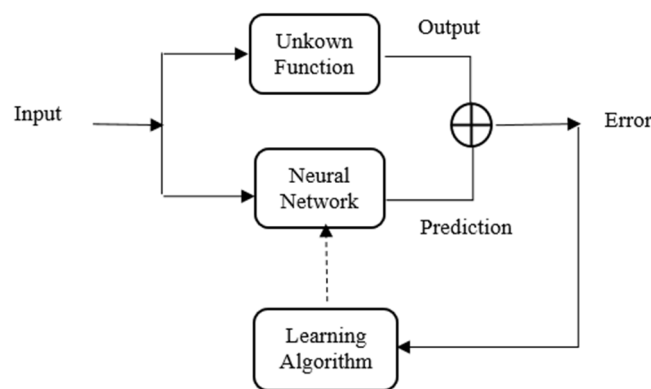 Unkown
Function
Output
Input
Error
Neural
Network
Prediction
Learning
Algorithm